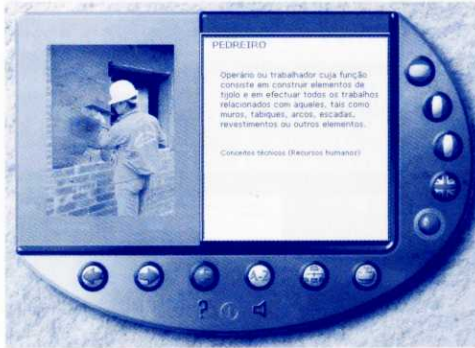 PEDREIRO
Operário ou trabalhador cuja função
consiste em construir elementos de
tijolo e em efectuar todos os trabalhos
relacionados com aqueles, tais como
muros, tabiques, arcos, escadas,
revestimentos ou outros elementos.
Conceitos técnicos (Recursos humanos)
A-Z
?